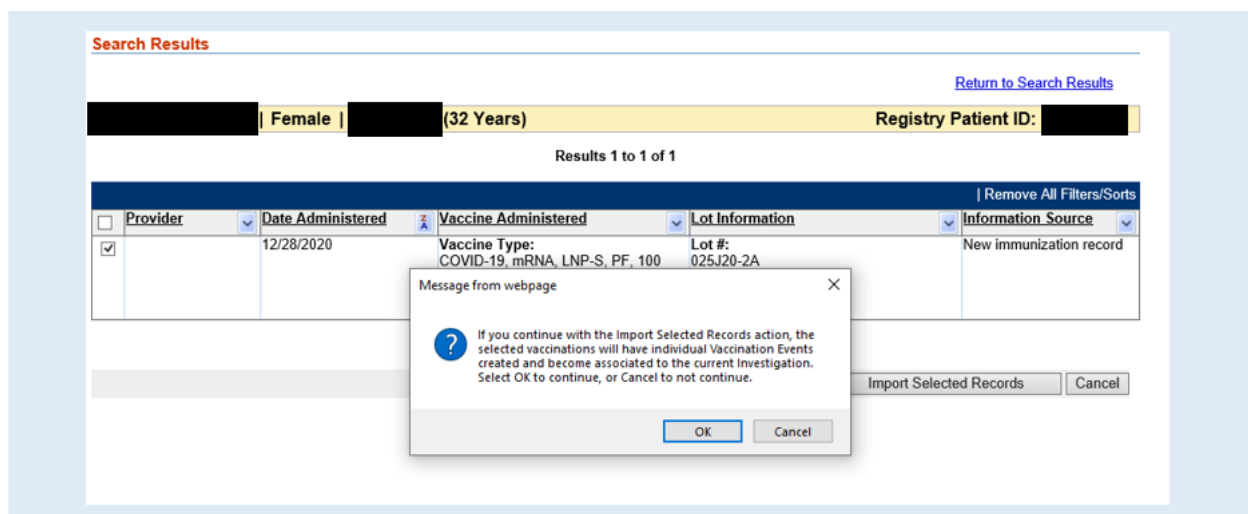 Search Results
Return to Search Results
| Female | (32 Years) Registry Patient ID:
Results 1 to 1 of 1
| Remove All Filters/Sorts
Provider Date Administered Vaccine Administered Lot Information Information Source
12/28/2020 Vaccine Type: Lot #: New immunization record
COVID-19, mRNA, LNP-S, PF, 100 025J20-2A
Message from webpage
If you continue with the Import Selected Records action, the
selected vaccinations will have individual Vaccination Events
created and become associated to the current Investigation.
Select OK to continue, or Cancel to not continue.
Import Selected Records Cancel
OK Cancel